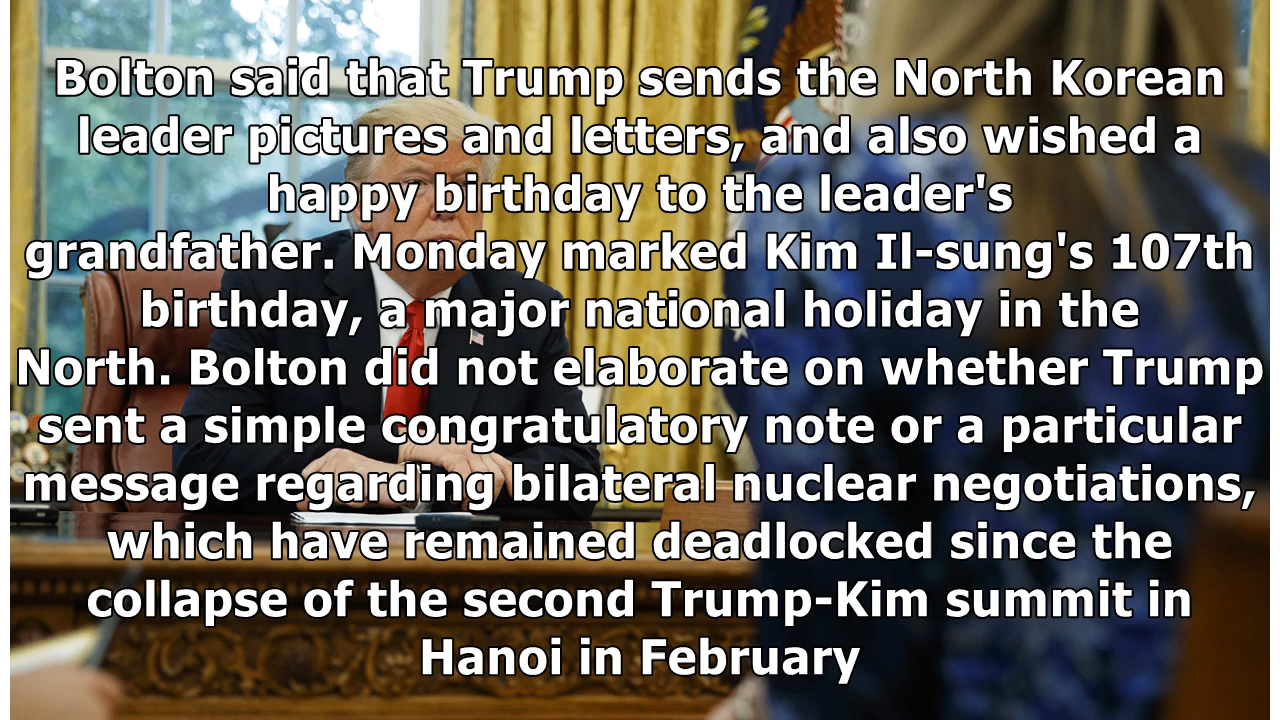 Bolton said that Trump sends the North Korean
leader pictures and letters, and also wished a
happy birthday to the leader's
grandfather. Monday marked Kim Il-sung's 107th
birthday, a major national holiday in the
North. Bolton did not elaborate on whether Trump
sent a simple congratulatory note or a particular
message regarding bilateral nuclear negotiations,
which have remained deadlocked since the
collapse of the second Trump-Kim summit in
Hanoi in February